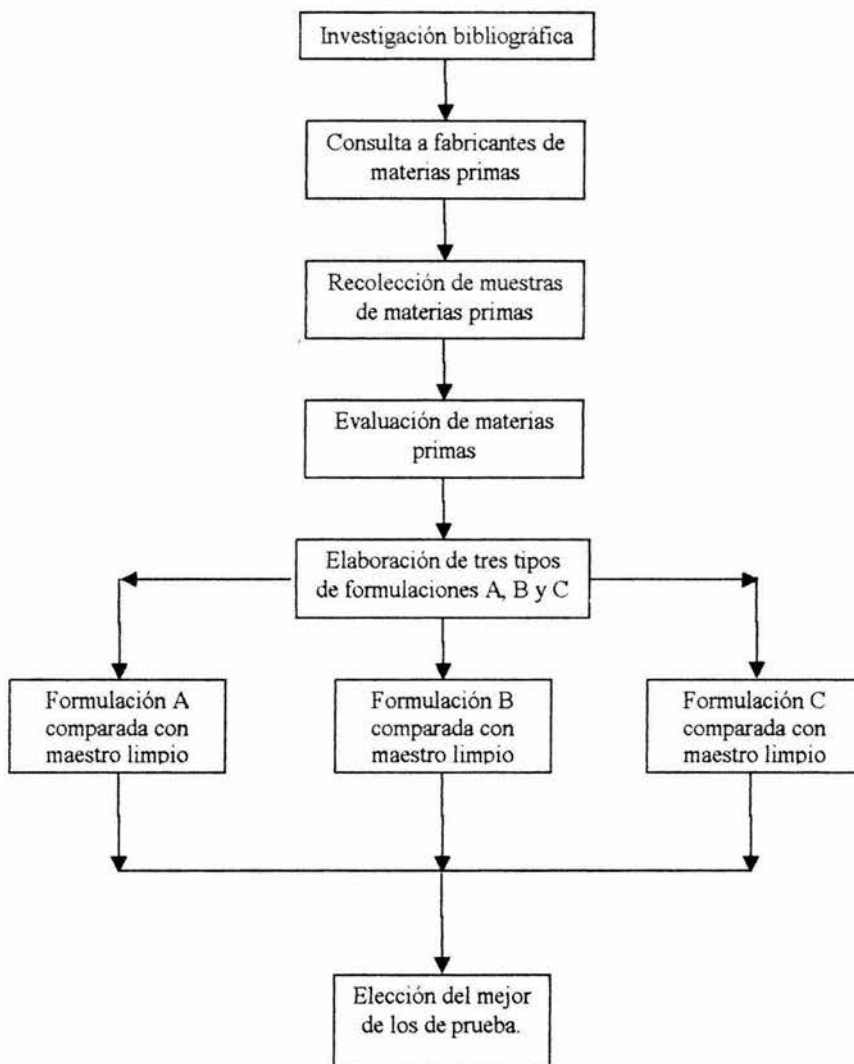 Investigación bibliográfica
Consulta a fabricantes de
materias primas
Recolección de muestras
de materias primas
Evaluación de materias
primas
Elaboración de tres tipos
de formulaciones A, B y C
Formulación A
comparada con
maestro limpio
Formulación B
comparada con
maestro limpio
Formulación C
comparada con
maestro limpio
Elección del mejor
de los de prueba.